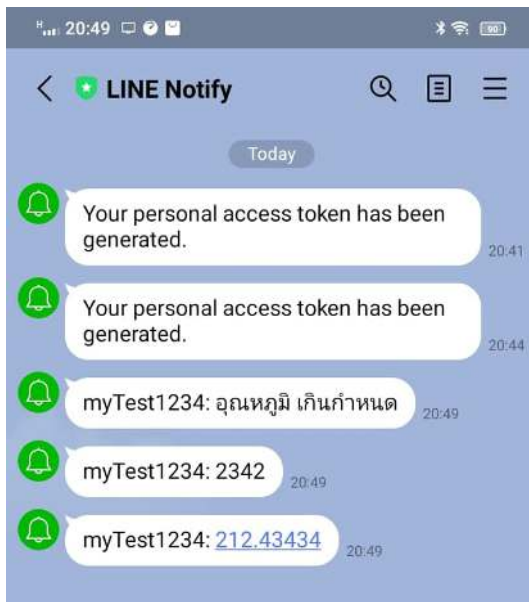 H 20:49 90
LINE Notify
Today
Your personal access token has been
generated.
20:41
Your personal access token has been
generated.
20:44
myTest1234: อุณหภูมิ เกินกำหนด
20:49
myTest1234: 2342
20:49
myTest1234: 212.43434
20:49